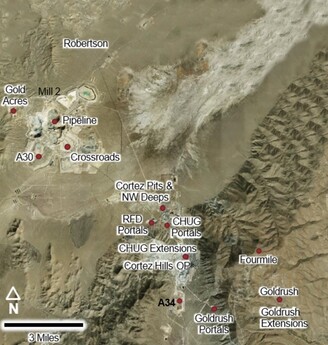 Robertson
Gold
Acres
Mill 2
Pipeline
A30
Crossroads
Cortez Pits &
NW Deeps
RFD
Portals
CHUG
Portals
CHUG Extensions
Cortez Hills OP
Fourmile
A34
Goldrush
Portals
Goldrush
Goldrush
Extensions
N
3 Miles